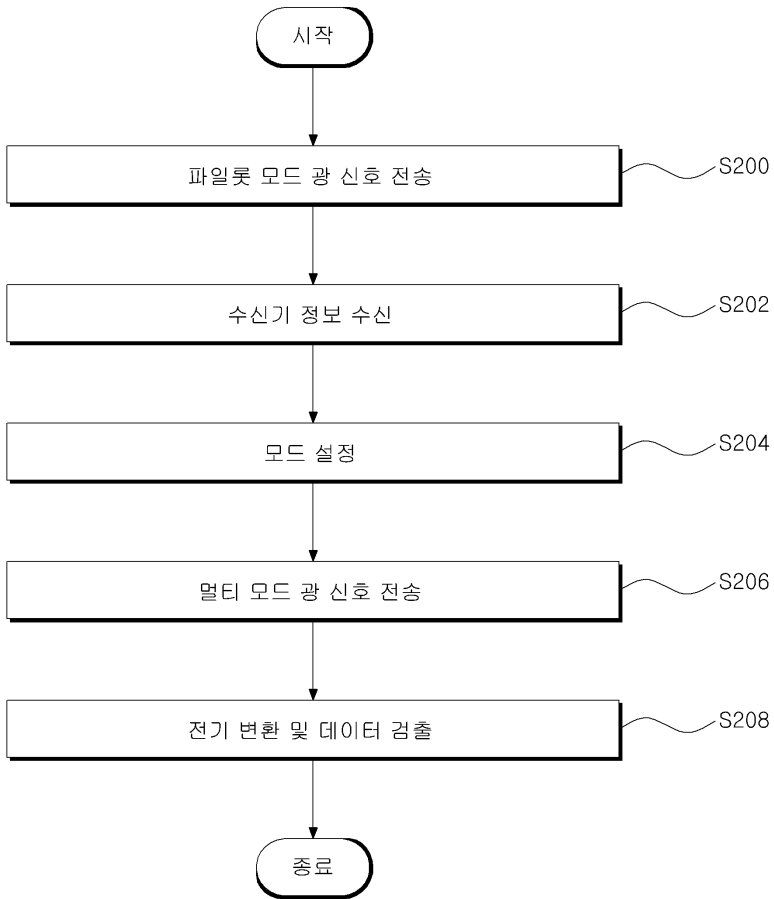 시작
파일롯 모드 광 신호 전송
S200
수신기 정보 수신
S202
모드 설정
S204
멀티 모드 광 신호 전송
S206
전기 변환 및 데이터 검출
S208
종료